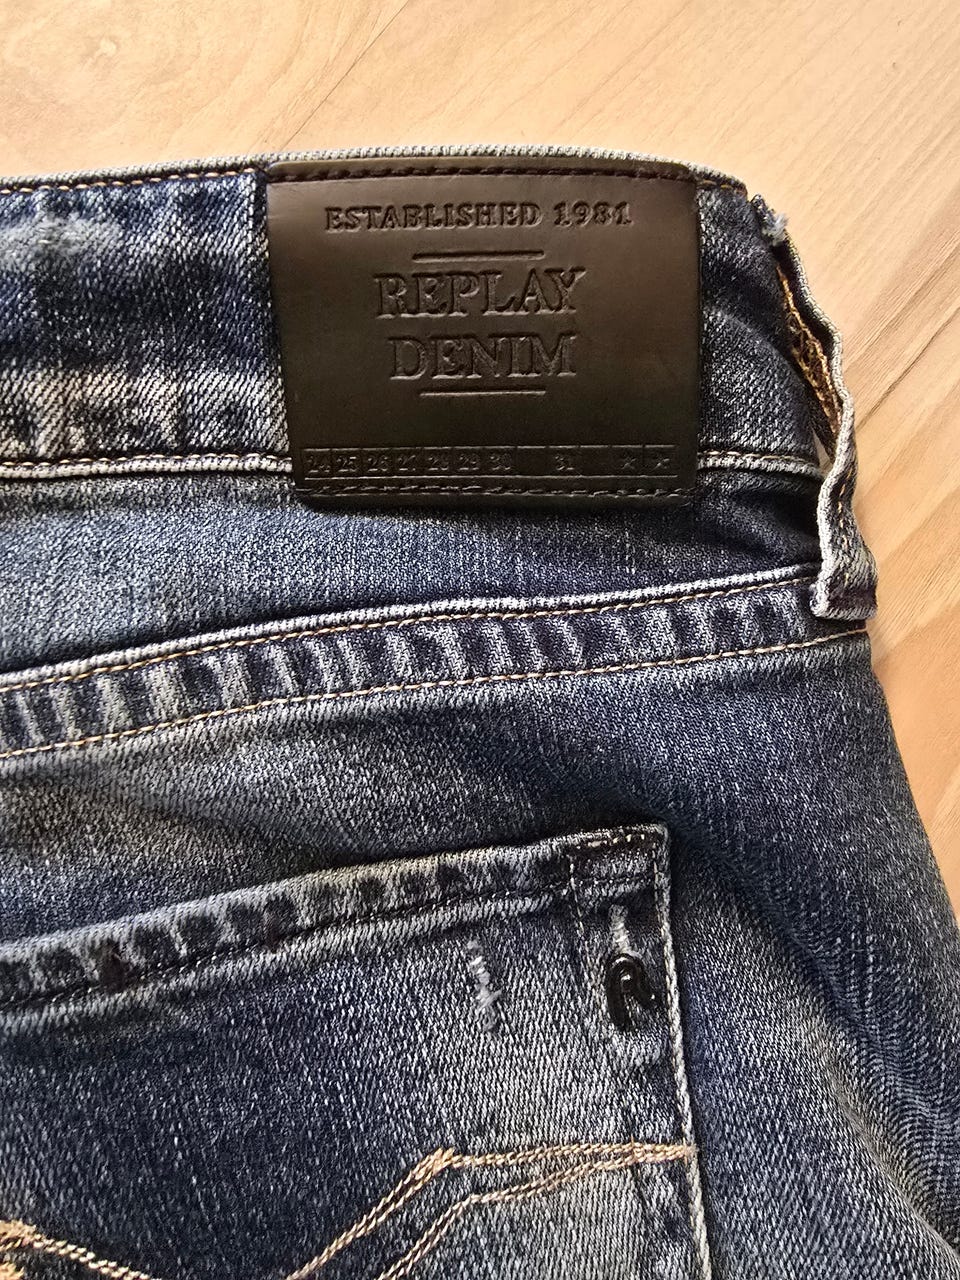 ESTABLISHED 1981
REPLAY
DENIM
24 25 26 27 28 29 30 31
R